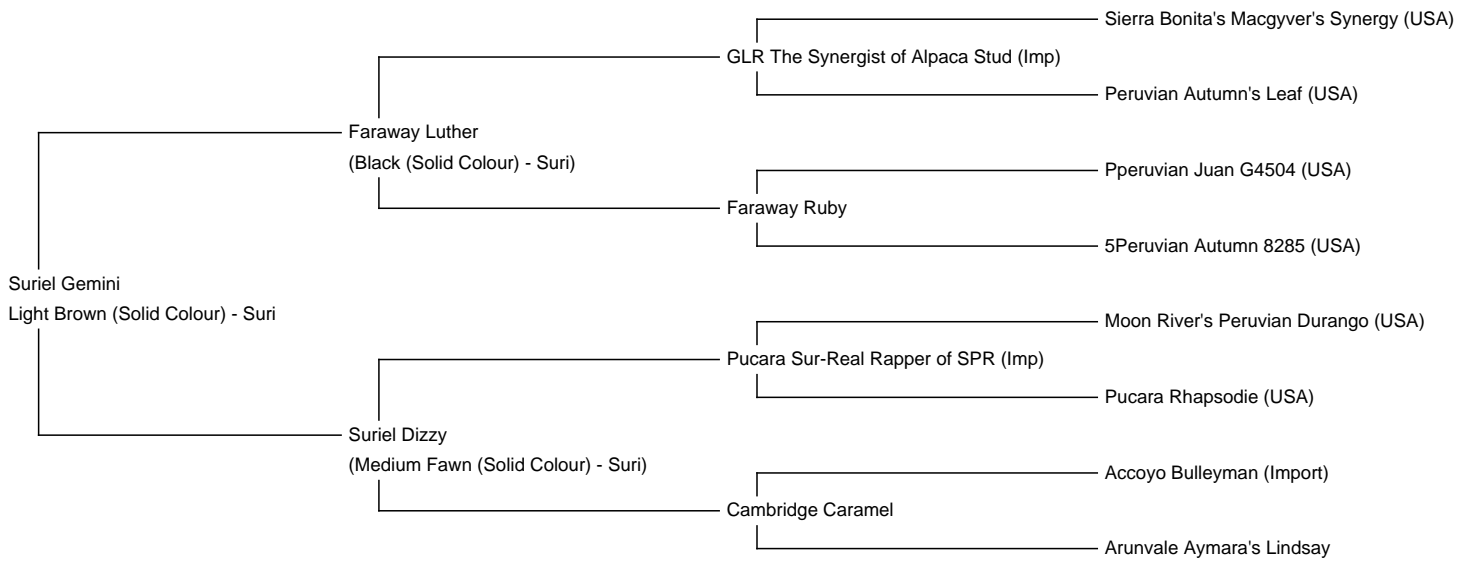 Sierra Bonita's Macgyver's Synergy (USA)
GLR The Synergist of Alpaca Stud (Imp)
Peruvian Autumn's Leaf (USA)
Faraway Luther
(Black (Solid Colour) - Suri)
Pperuvian Juan G4504 (USA)
Faraway Ruby
5Peruvian Autumn 8285 (USA)
Suriel Gemini
Light Brown (Solid Colour) - Suri
Moon River's Peruvian Durango (USA)
Pucara Sur-Real Rapper of SPR (Imp)
Pucara Rhapsodie (USA)
Suriel Dizzy
(Medium Fawn (Solid Colour) - Suri)
Accoyo Bulleyman (Import)
Cambridge Caramel
Arunvale Aymara's Lindsay